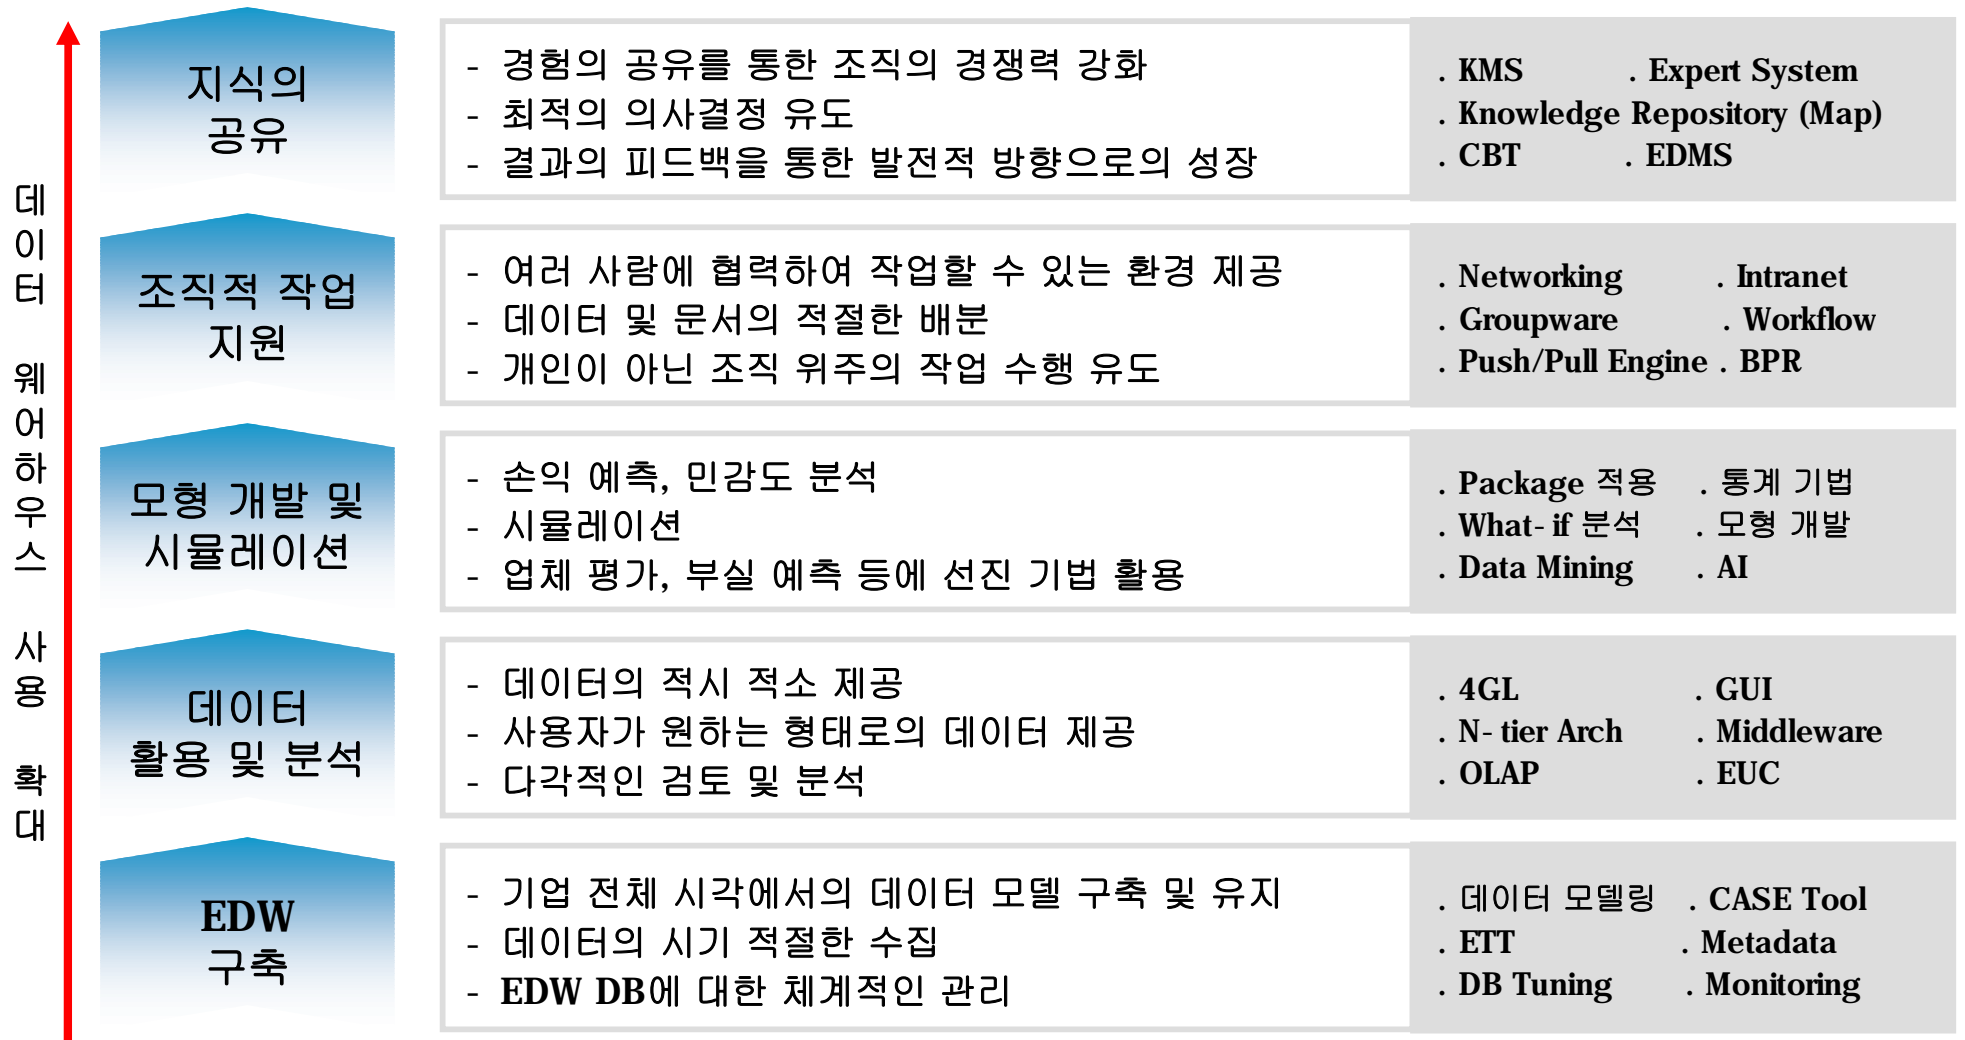 데이터 웨어하우스 사용 확대
지식의
공유
- 경험의 공유를 통한 조직의 경쟁력 강화
- 최적의 의사결정 유도
- 결과의 피드백을 통한 발전적 방향으로의 성장
. KMS . Expert System
. Knowledge Repository (Map)
. CBT . EDMS
조직적 작업
지원
- 여러 사람에 협력하여 작업할 수 있는 환경 제공
- 데이터 및 문서의 적절한 배분
- 개인이 아닌 조직 위주의 작업 수행 유도
. Networking . Intranet
. Groupware . Workflow
. Push/Pull Engine . BPR
모형 개발 및
시뮬레이션
- 손익 예측, 민감도 분석
- 시뮬레이션
- 업체 평가, 부실 예측 등에 선진 기법 활용
. Package 적용 . 통계 기법
. What- if 분석 . 모형 개발
. Data Mining . AI
데이터
활용 및 분석
- 데이터의 적시 적소 제공
- 사용자가 원하는 형태로의 데이터 제공
- 다각적인 검토 및 분석
. 4GL . GUI
. N- tier Arch . Middleware
. OLAP . EUC
EDW
구축
- 기업 전체 시각에서의 데이터 모델 구축 및 유지
- 데이터의 시기 적절한 수집
- EDW DB에 대한 체계적인 관리
. 데이터 모델링 . CASE Tool
. ETT . Metadata
. DB Tuning . Monitoring